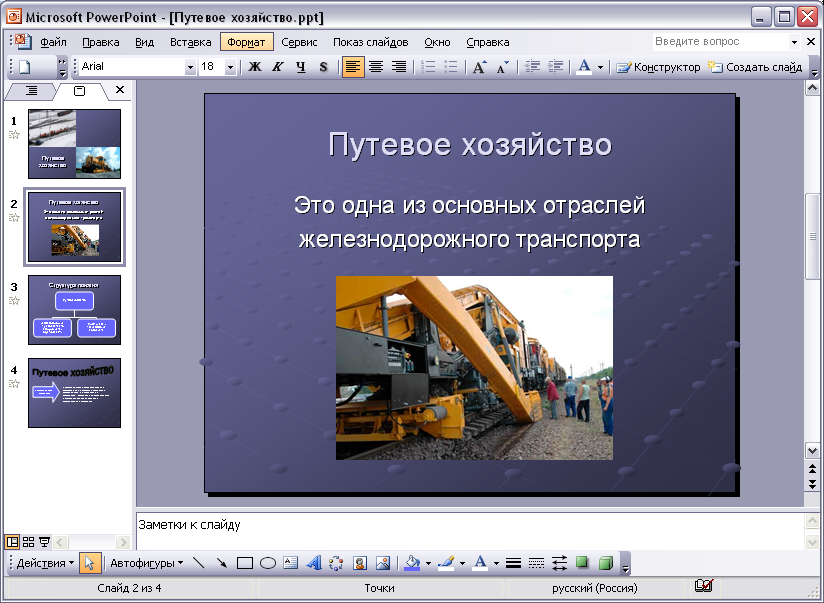 Microsoft PowerPoint - [Путевое хозяйство.ppt]
Файл Правка Вид Вставка Формат Сервис Показ слайдов Окно Справка Введите вопрос
Arial 18 Ж К Ч S A A A Конструктор Создать слайд
1
Путевое
хозяйство
2
Путевое хозяйство
3
4
Путевое хозяйство
Путевое хозяйство
Это одна из основных отраслей
железнодорожного транспорта
Заметки к слайду
Действия Автофигуры A A
Слайд 2 из 4 Точки русский (Россия)